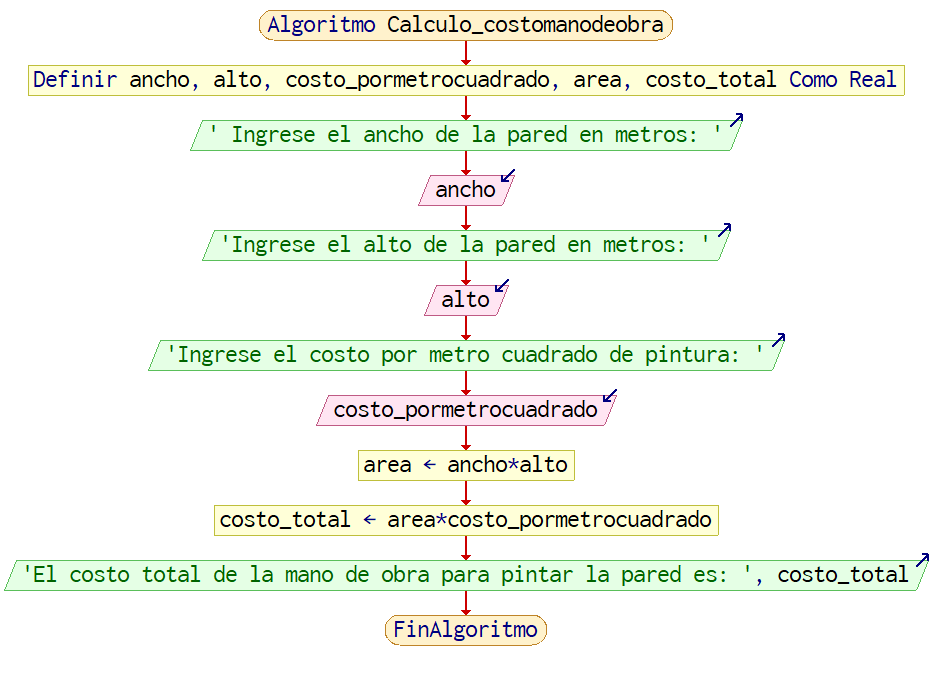 Algoritmo Calculo_costomanodeobra
Definir ancho, alto, costo_pormetrocuadrado, area, costo_total Como Real
' Ingrese el ancho de la pared en metros: '
ancho
'Ingrese el alto de la pared en metros: '
alto
'Ingrese el costo por metro cuadrado de pintura: '
costo_pormetrocuadrado
area ← ancho*alto
costo_total ← area*costo_pormetrocuadrado
'El costo total de la mano de obra para pintar la pared es: ', costo_total
FinAlgoritmo